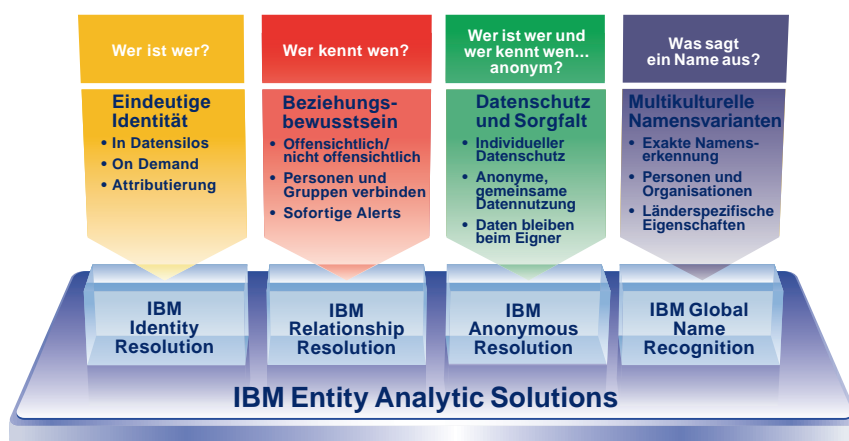 Wer ist wer?
Wer kennt wen?
Wer ist wer und
wer kennt wen...
anonym?
Was sagt
ein Name aus?
Eindeutige
Identität
• In Datensilos
• On Demand
• Attributierung
Beziehungs-
bewusstsein
• Offensichtlich/
nicht offensichtlich
• Personen und
Gruppen verbinden
• Sofortige Alerts
Datenschutz
und Sorgfalt
• Individueller
Datenschutz
• Anonyme,
gemeinsame
Datennutzung
• Daten bleiben
beim Eigner
Multikulturelle
Namensvarianten
• Exakte Namens-
erkennung
• Personen und
Organisationen
• Länderspezifische
Eigenschaften
IBM
Identity
Resolution
IBM
Relationship
Resolution
IBM
Anonymous
Resolution
IBM Global
Name
Recognition
IBM Entity Analytic Solutions